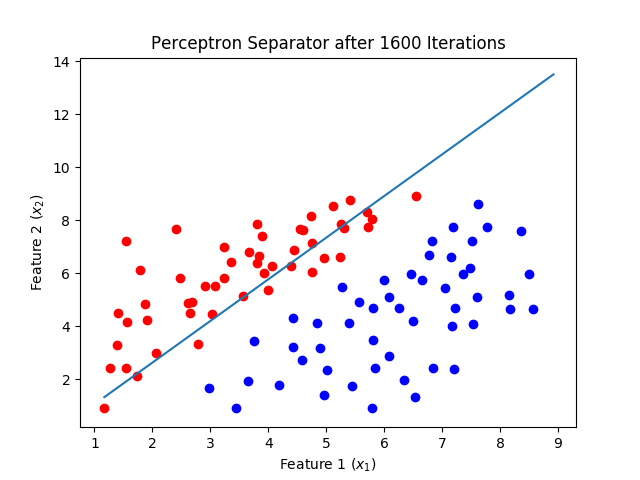 Perceptron Separator after 1600 Iterations
14
12
10
8
6
4
2
Feature 2 (x₂)
1 2 3 4 5 6 7 8 9
Feature 1 (x₁)